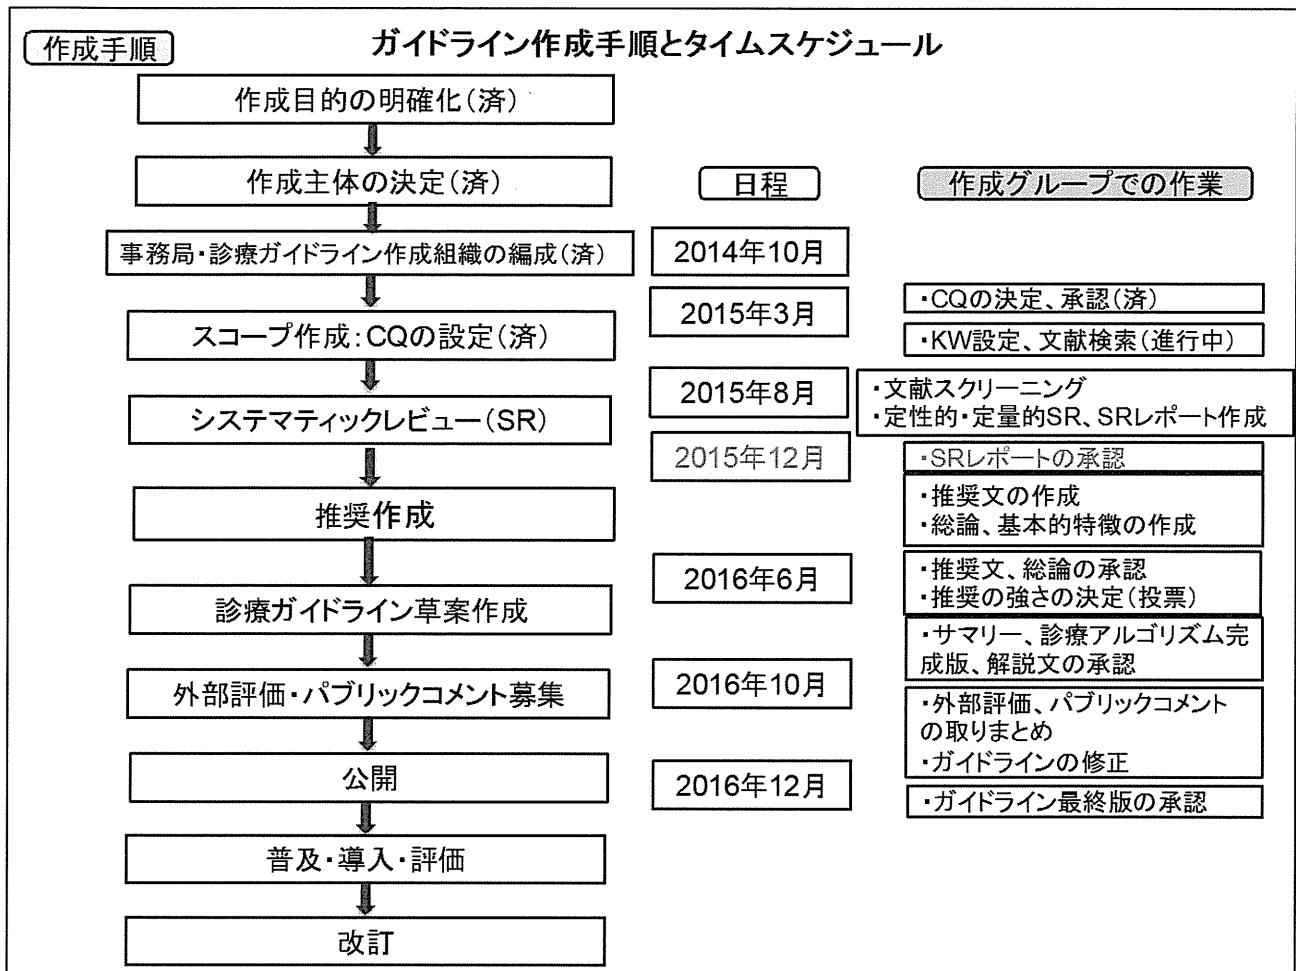 作成手順
ガイドライン作成手順とタイムスケジュール
作成目的の明確化(済)
作成主体の決定(済)
事務局・診療ガイドライン作成組織の編成(済)
スコープ作成:CQの設定(済)
システマティックレビュー(SR)
推奨作成
診療ガイドライン草案作成
外部評価・パブリックコメント募集
公開
普及・導入・評価
改訂
日程
2014年10月
2015年3月
2015年8月
2015年12月
2016年6月
2016年10月
2016年12月
作成グループでの作業
・CQの決定、承認(済)
・KW設定、文献検索(進行中)
・文献スクリーニング
・定性的・定量的SR、SRレポート作成
・SRレポートの承認
・推奨文の作成
・総論、基本的特徴の作成
・推奨文、総論の承認
・推奨の強さの決定(投票)
・サマリー、診療アルゴリズム完
成版、解説文の承認
・外部評価、パブリックコメント
の取りまとめ
・ガイドラインの修正
・ガイドライン最終版の承認